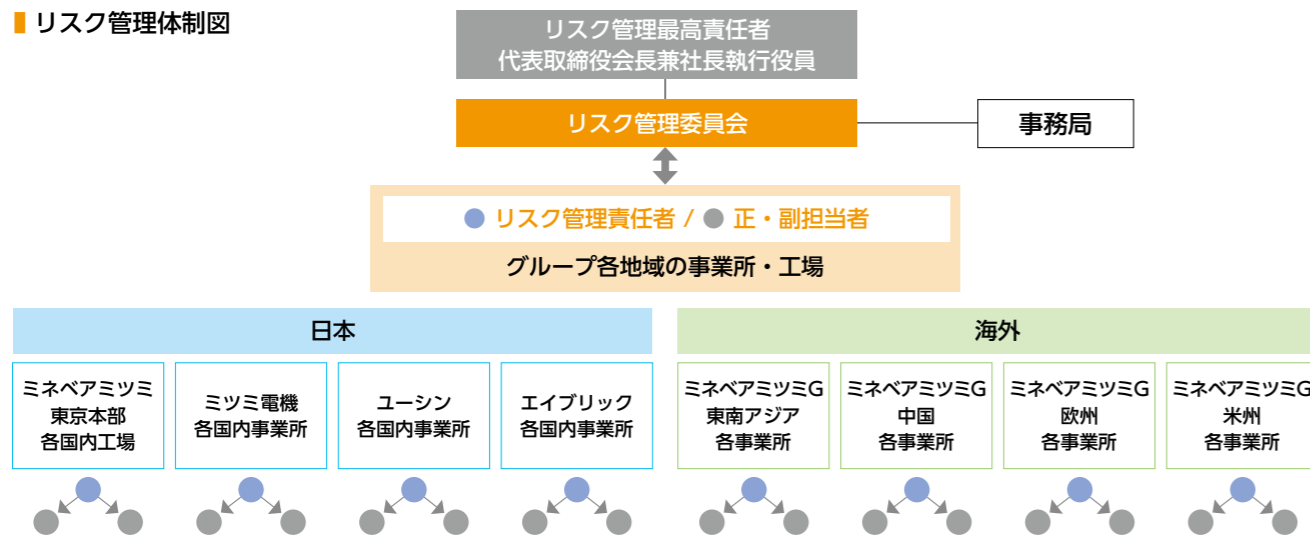 リスク管理体制図
リスク管理最高責任者
代表取締役会長兼社長執行役員
リスク管理委員会
事務局
リスク管理責任者 / 正・副担当者
グループ各地域の事業所・工場
日本
海外
ミネベアミツミ
東京本部
各国内工場
ミツミ電機
各国内事業所
ユーシン
各国内事業所
エイブリック
各国内事業所
ミネベアミツミG
東南アジア
各事業所
ミネベアミツミG
中国
各事業所
ミネベアミツミG
欧州
各事業所
ミネベアミツミG
米州
各事業所